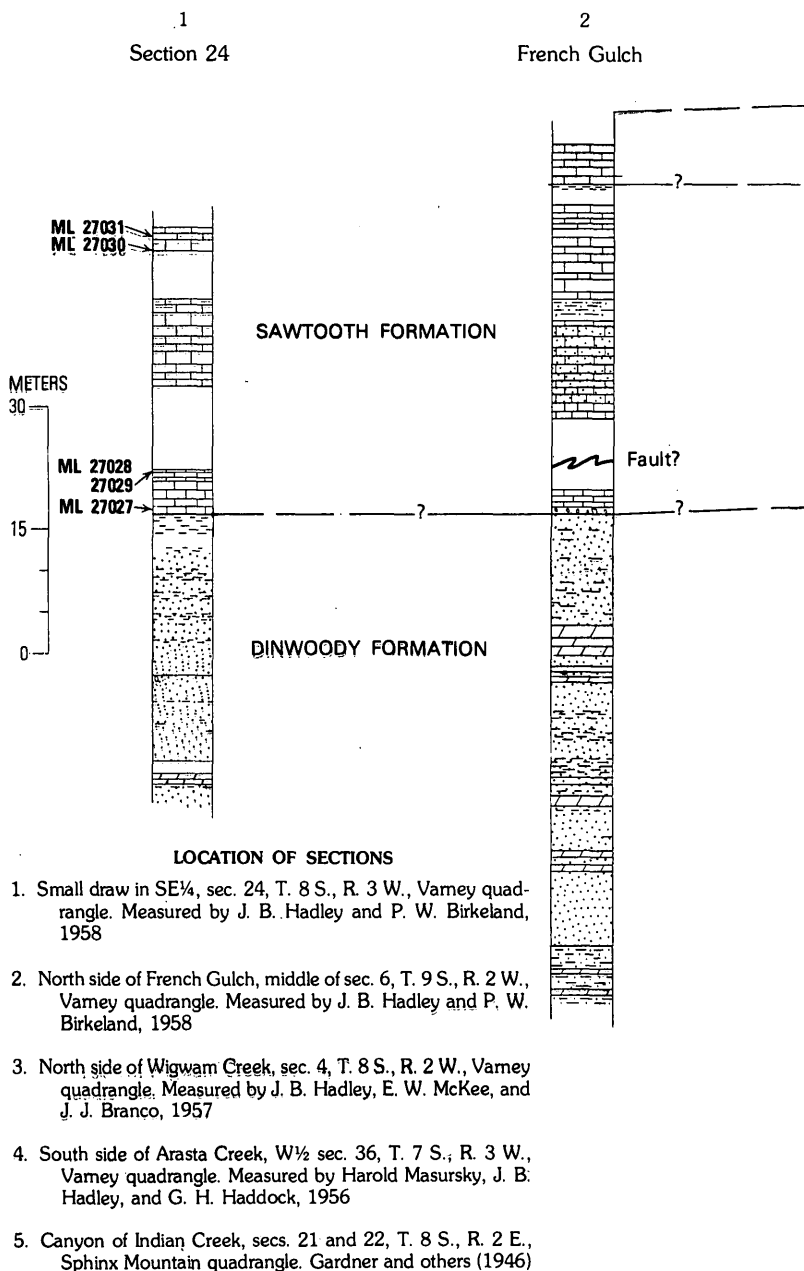 1
Section 24
2
French Gulch
?
ML 27031
ML 27030
SAWTOOTH FORMATION
METERS
30
ML 27028
27029
Fault?
ML 27027
?
?
15
DINWOODY FORMATION
0
LOCATION OF SECTIONS
1. Small draw in SE¼, sec. 24, T. 8 S., R. 3 W., Varney quad-
rangle. Measured by J. B. Hadley and P. W. Birkeland,
1958
2. North side of French Gulch, middle of sec. 6, T. 9 S., R. 2 W.,
Varney quadrangle. Measured by J. B. Hadley and P. W.
Birkeland, 1958
3. North side of Wigwam Creek, sec. 4, T. 8 S., R. 2 W., Varney
quadrangle. Measured by J. B. Hadley, E. W. McKee, and
J. J. Branco, 1957
4. South side of Arasta Creek, W½ sec. 36, T. 7 S., R. 3 W.,
Varney quadrangle. Measured by Harold Masursky, J. B.
Hadley, and G. H. Haddock, 1956
5. Canyon of Indian Creek, secs. 21 and 22, T. 8 S., R. 2 E.,
Sphinx Mountain quadrangle. Gardner and others (1946)